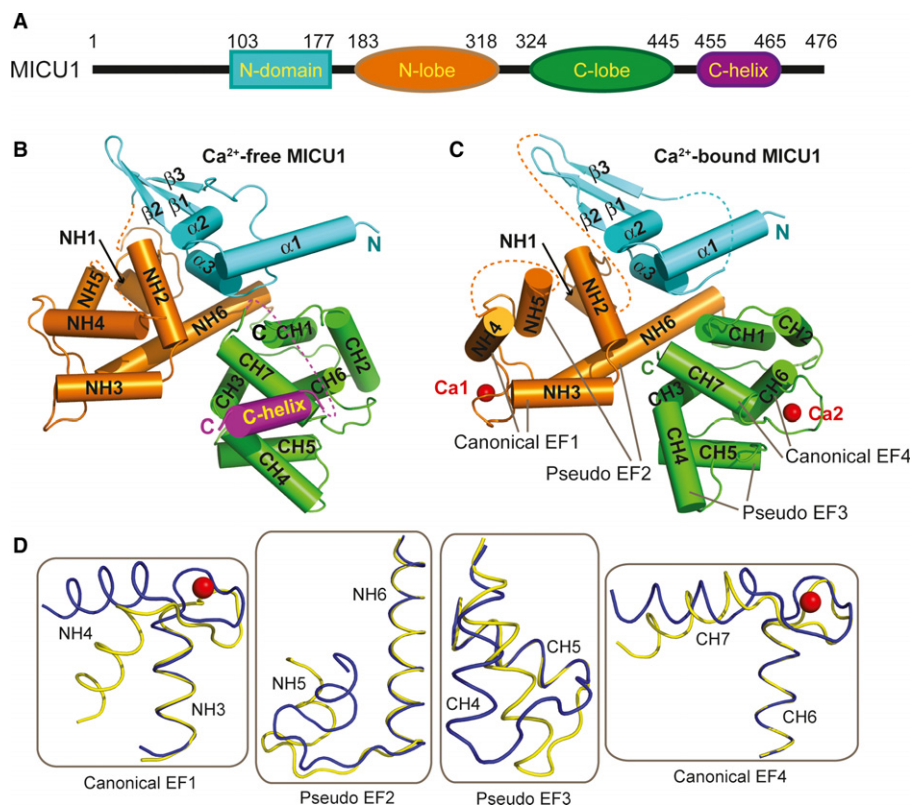 A
1 103 177 183 318 324 445 455 465 476
MICU1 N-domain N-lobe C-lobe C-helix
B
Ca²⁺-free MICU1
β3
β2 β1
α2
α1
N
α3
NH1
NH5
NH2
NH4
NH6
NH3
C CH1
CH2
CH7
CH6
CH3
C C-helix
CH5
CH4
C
Ca²⁺-bound MICU1
β3
β2 β1
α2
α1
N
α3
NH1
NH5
NH2
NH4
NH6
Ca1
NH3
C
CH1
CH2
CH7
CH6
CH3
Ca2
CH4
CH5
Canonical EF1
Pseudo EF2
Canonical EF4
Pseudo EF3
D
NH4
NH3
Canonical EF1
NH6
NH5
Pseudo EF2
CH5
CH4
Pseudo EF3
CH7
CH6
Canonical EF4